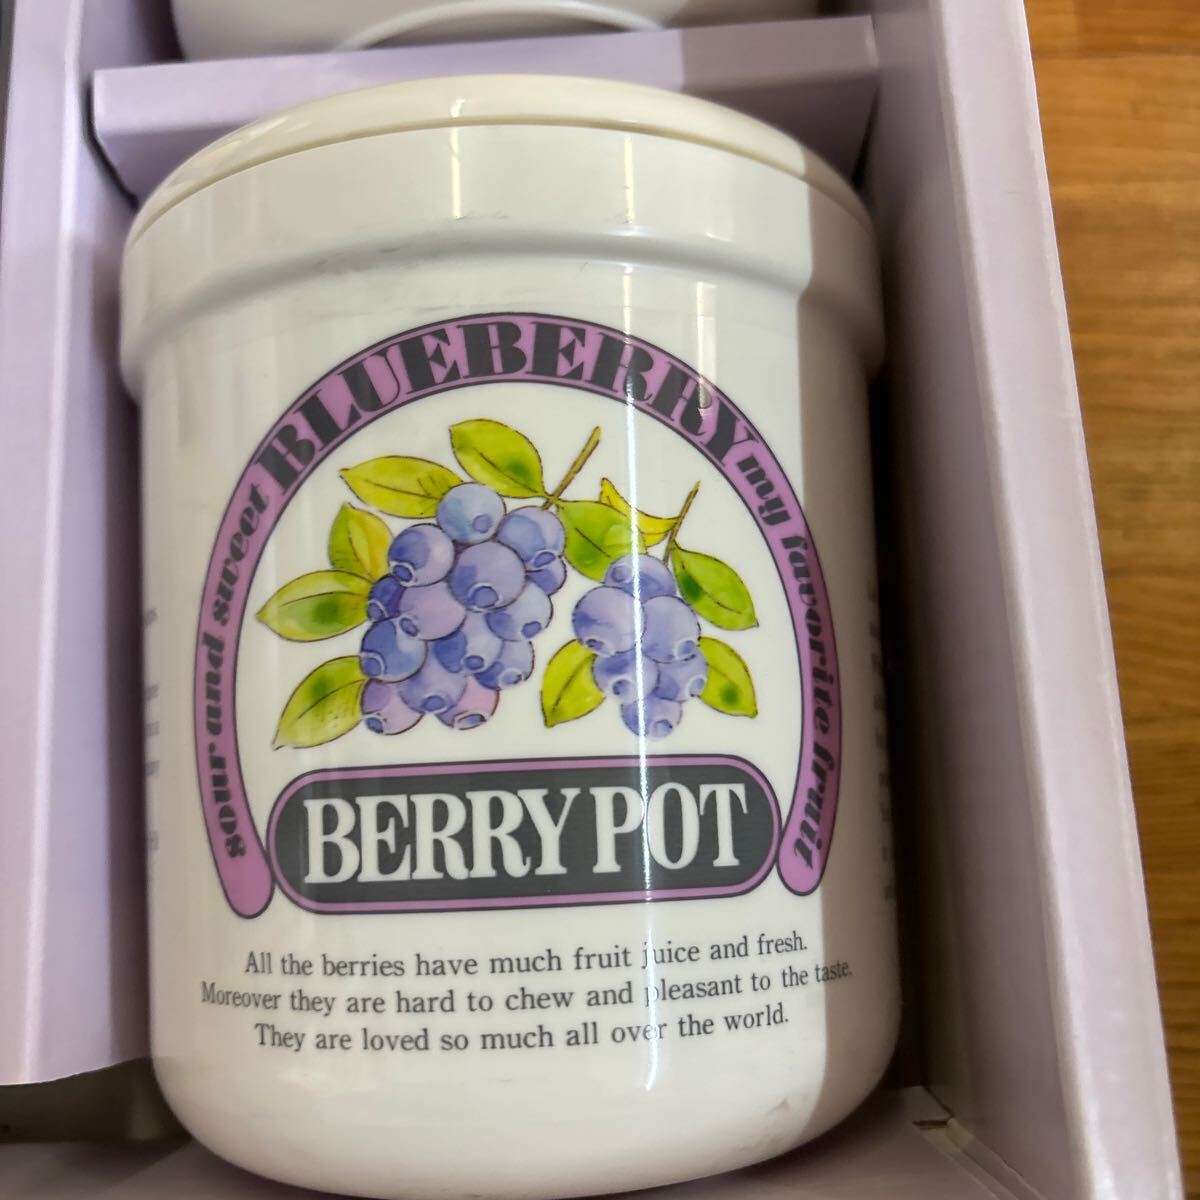 sour and sweet BLUEBERRY my favorite fruit
BERRY POT
All the berries have much fruit juice and fresh.
Moreover they are hard to chew and pleasant to the taste.
They are loved so much all over the world.